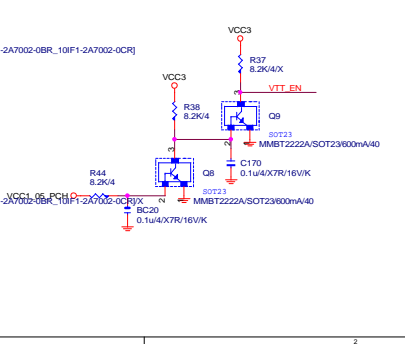 VCC3
-2A7002-0BR_10IF1-2A7002-0CR]
R37
8.2K/4/X
VCC3
VTT_EN
3
R38
8.2K/4
Q9
SOT23
2
MMBT2222A/SOT23/600mA/40
3
C170
0.1u/4/X7R/16V/K
R44
8.2K/4
Q8
SOT23
VCC1_05_PCH
-2A7002-0BR_10IF1-2A7002-0CR]/X
2
MMBT2222A/SOT23/600mA/40
BC20
0.1u/4/X7R/16V/K
2